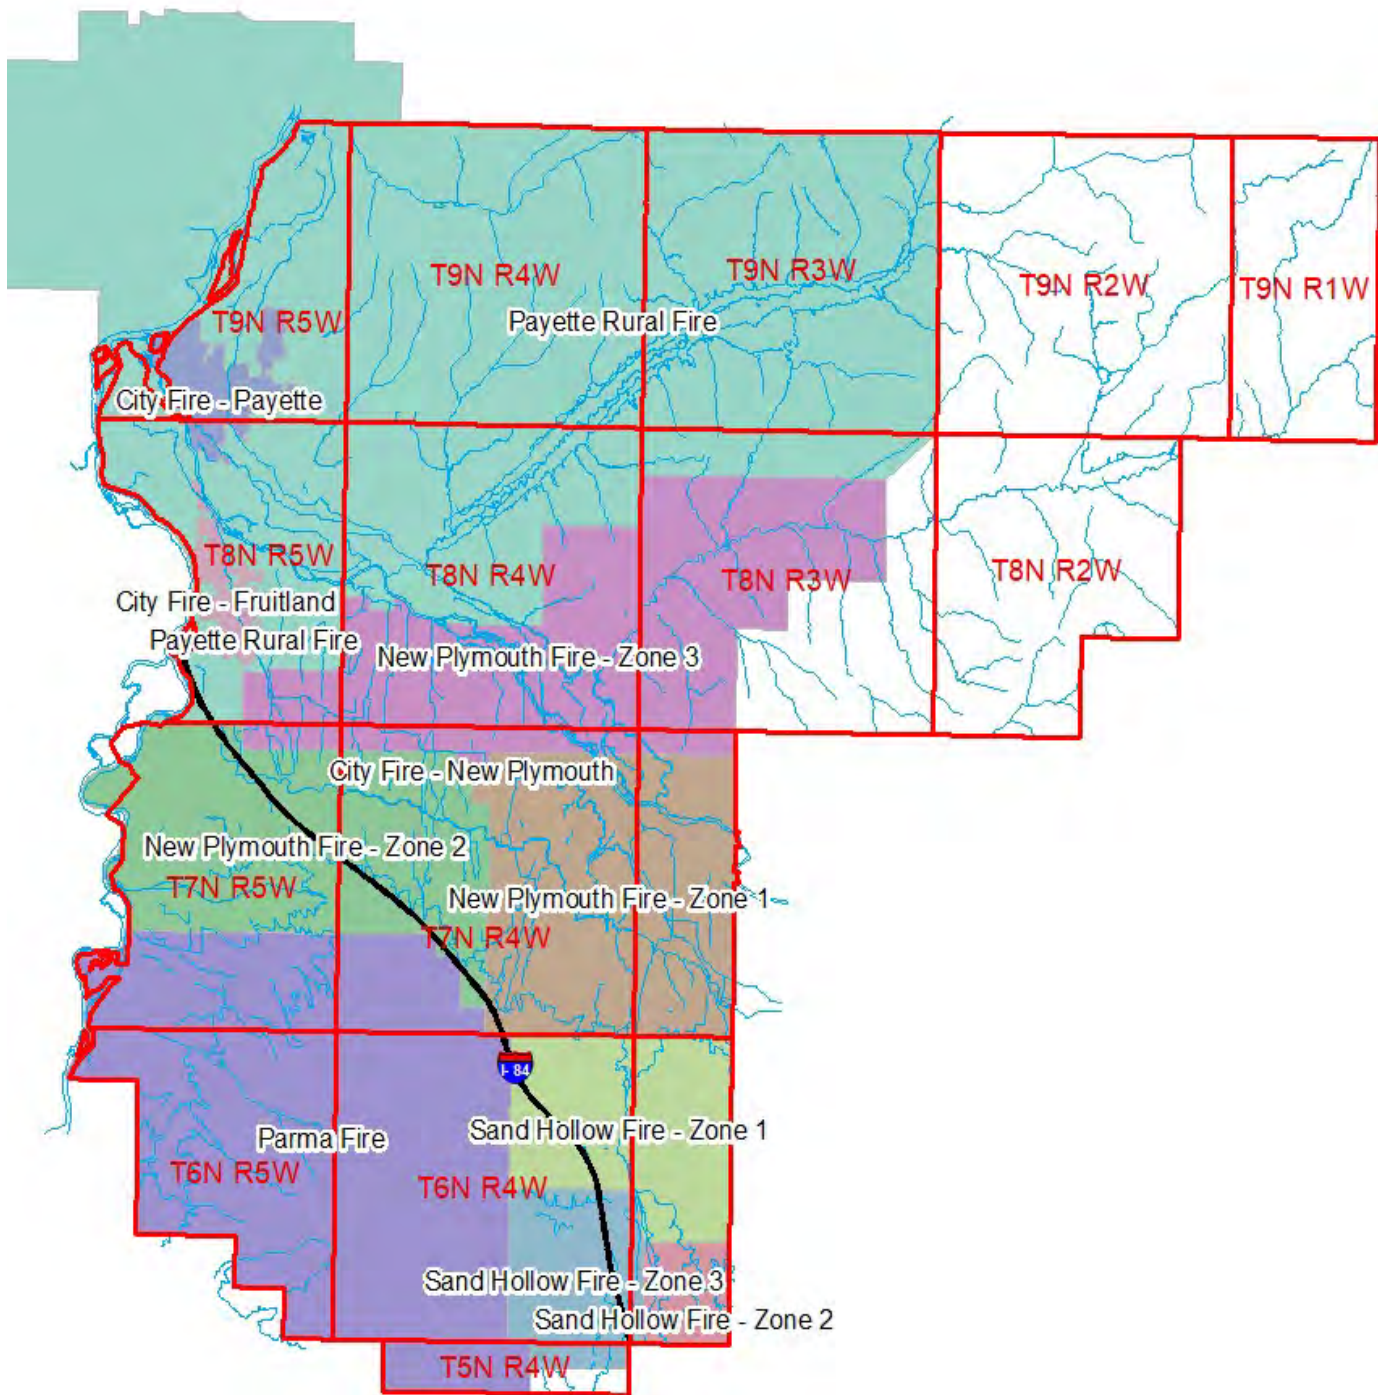 T9N R4W
T9N R3W
T9N R2W
T9N R1W
T9N R5W
Payette Rural Fire
City Fire - Payette
T8N R5W
T8N R4W
T8N R3W
T8N R2W
City Fire - Fruitland
Payette Rural Fire
New Plymouth Fire - Zone 3
City Fire - New Plymouth
New Plymouth Fire - Zone 2
T7N R5W
New Plymouth Fire - Zone 1
T7N R4W
I- 84
Sand Hollow Fire - Zone 1
Parma Fire
T6N R5W
T6N R4W
Sand Hollow Fire - Zone 3
Sand Hollow Fire - Zone 2
T5N R4W